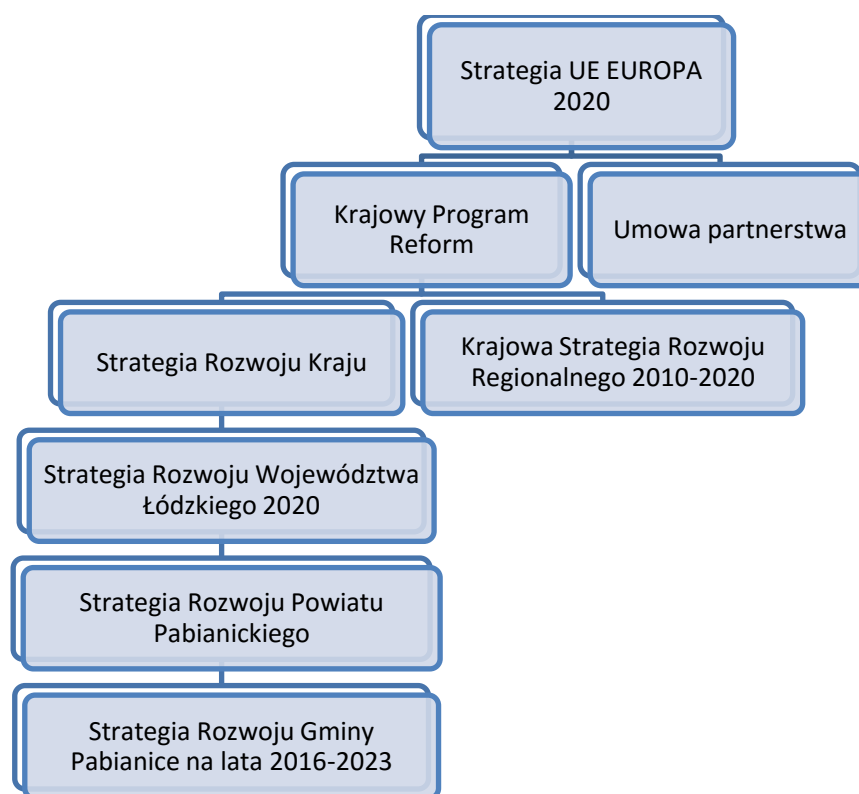 Strategia UE EUROPA
2020
Krajowy Program
Reform
Umowa partnerstwa
Strategia Rozwoju Kraju
Krajowa Strategia Rozwoju
Regionalnego 2010-2020
Strategia Rozwoju Województwa
Łódzkiego 2020
Strategia Rozwoju Powiatu
Pabianickiego
Strategia Rozwoju Gminy
Pabianice na lata 2016-2023